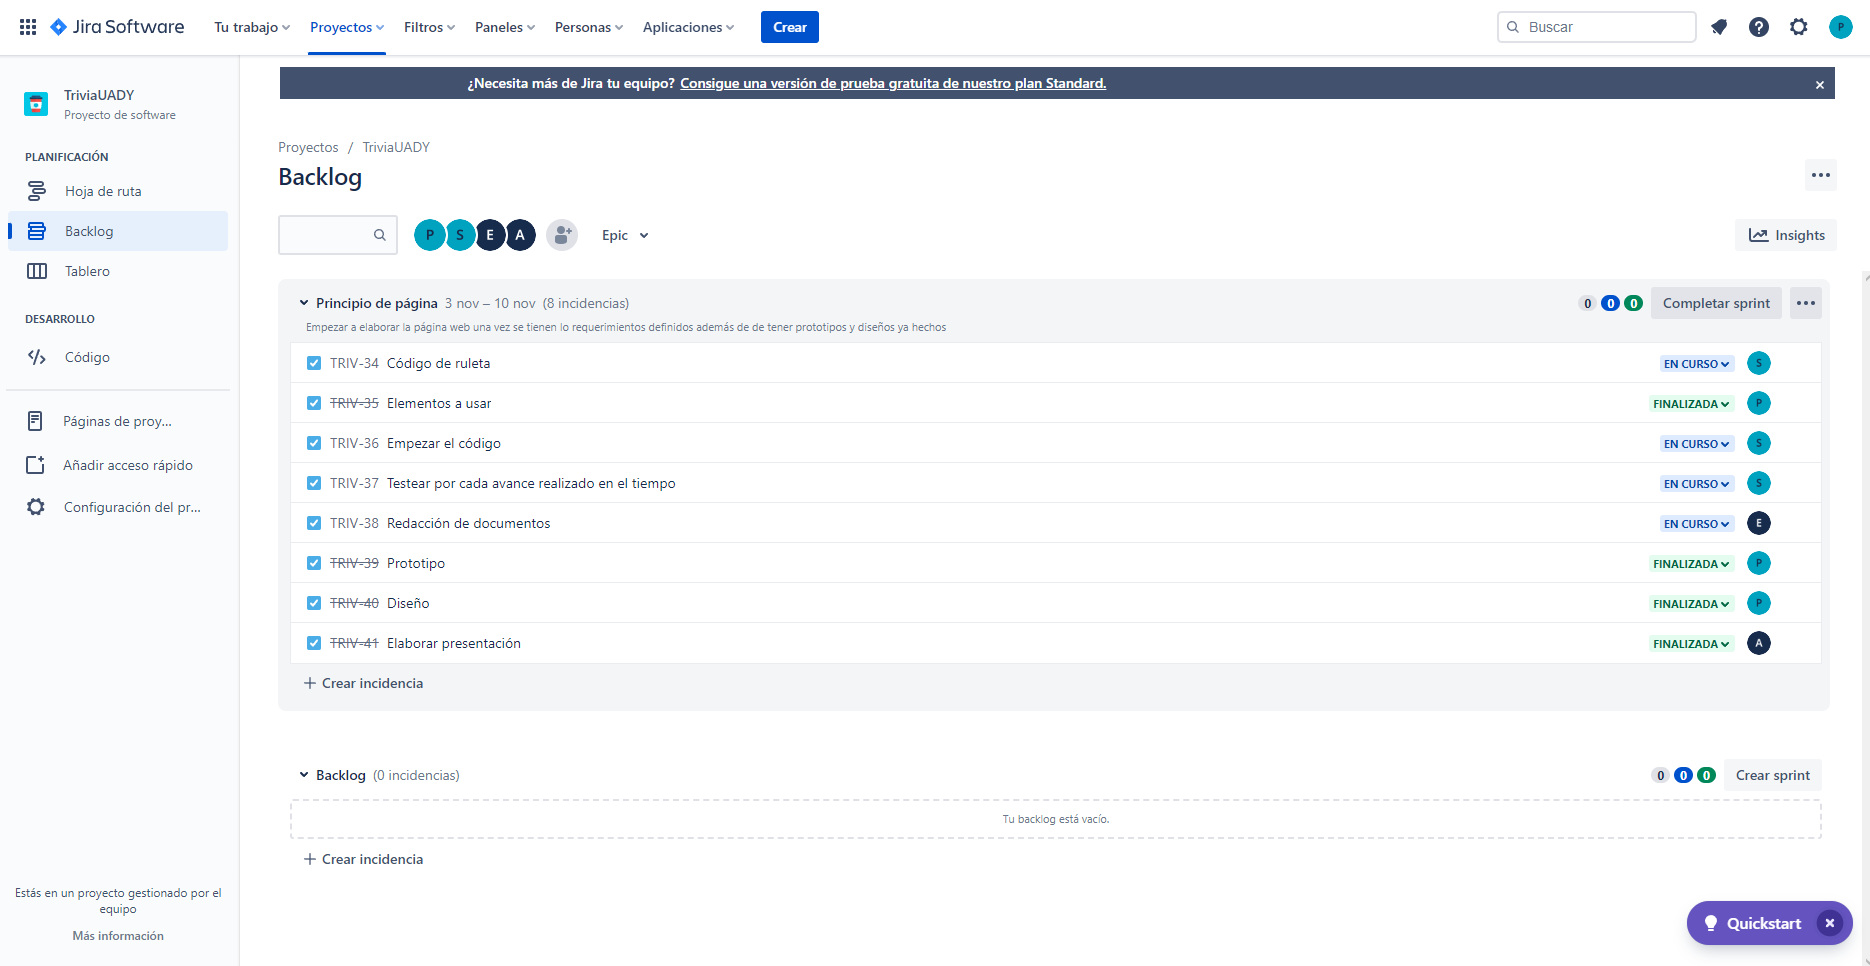 Jira Software Tu trabajo Proyectos Filtros Paneles Personas Aplicaciones Crear Buscar P
TriviaUADY
Proyecto de software
PLANIFICACIÓN
Hoja de ruta
Backlog
Tablero
DESARROLLO
Código
Páginas de proy...
Añadir acceso rápido
Configuración del pr...
Estás en un proyecto gestionado por el
equipo
Más información
¿Necesita más de Jira tu equipo? Consigue una versión de prueba gratuita de nuestro plan Standard.
Proyectos / TriviaUADY
Backlog
P S E A Epic Insights
Principio de página 3 nov – 10 nov (8 incidencias) 0 0 0 Completar sprint
Empezar a elaborar la página web una vez se tienen lo requerimientos definidos además de de tener prototipos y diseños ya hechos
TRIV-34 Código de ruleta EN CURSO S
TRIV-35 Elementos a usar FINALIZADA P
TRIV-36 Empezar el código EN CURSO S
TRIV-37 Testear por cada avance realizado en el tiempo EN CURSO S
TRIV-38 Redacción de documentos EN CURSO E
TRIV-39 Prototipo FINALIZADA P
TRIV-40 Diseño FINALIZADA P
TRIV-41 Elaborar presentación FINALIZADA A
+ Crear incidencia
Backlog (0 incidencias) 0 0 0 Crear sprint
Tu backlog está vacío.
+ Crear incidencia
Quickstart